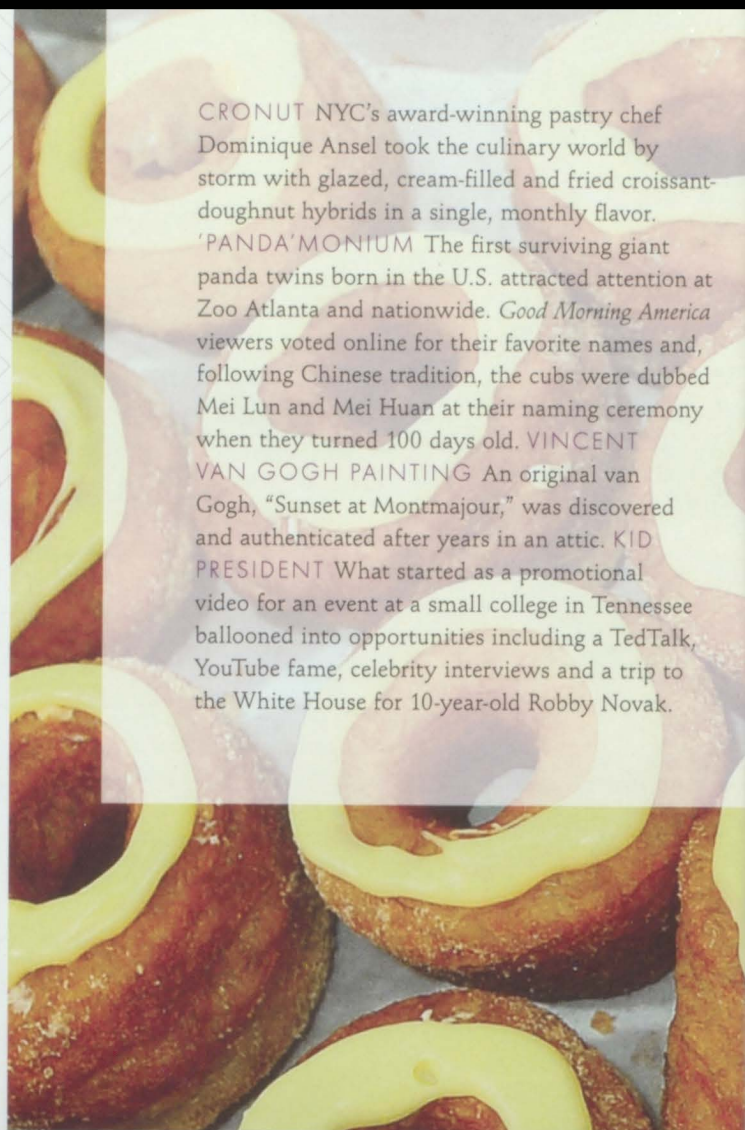 CRONUT NYC's award-winning pastry chef
Dominique Ansel took the culinary world by
storm with glazed, cream-filled and fried croissant-
doughnut hybrids in a single, monthly flavor.
'PANDA'MONIUM The first surviving giant
panda twins born in the U.S. attracted attention at
Zoo Atlanta and nationwide. Good Morning America
viewers voted online for their favorite names and,
following Chinese tradition, the cubs were dubbed
Mei Lun and Mei Huan at their naming ceremony
when they turned 100 days old. VINCENT
VAN GOGH PAINTING An original van
Gogh, "Sunset at Montmajour," was discovered
and authenticated after years in an attic. KID
PRESIDENT What started as a promotional
video for an event at a small college in Tennessee
ballooned into opportunities including a TedTalk,
YouTube fame, celebrity interviews and a trip to
the White House for 10-year-old Robby Novak.